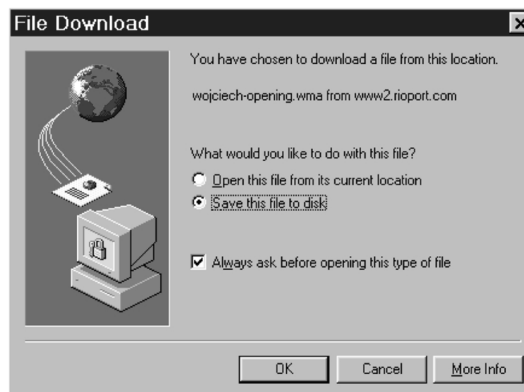 File Download
You have chosen to download a file from this location.
wojciech-opening.wma from www2.rioport.com
What would you like to do with this file?
Open this file from its current location
Save this file to disk
Always ask before opening this type of file
OK Cancel More Info